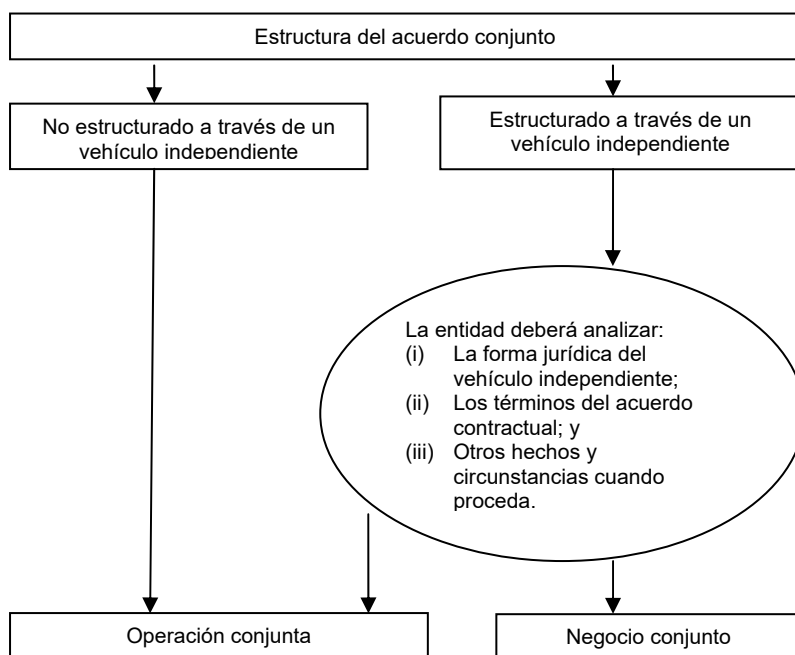 Estructura del acuerdo conjunto
No estructurado a través de un
vehículo independiente
Estructurado a través de un
vehículo independiente
La entidad deberá analizar:
(i) La forma jurídica del
vehículo independiente;
(ii) Los términos del acuerdo
contractual; y
(iii) Otros hechos y
circunstancias cuando
proceda.
Operación conjunta
Negocio conjunto